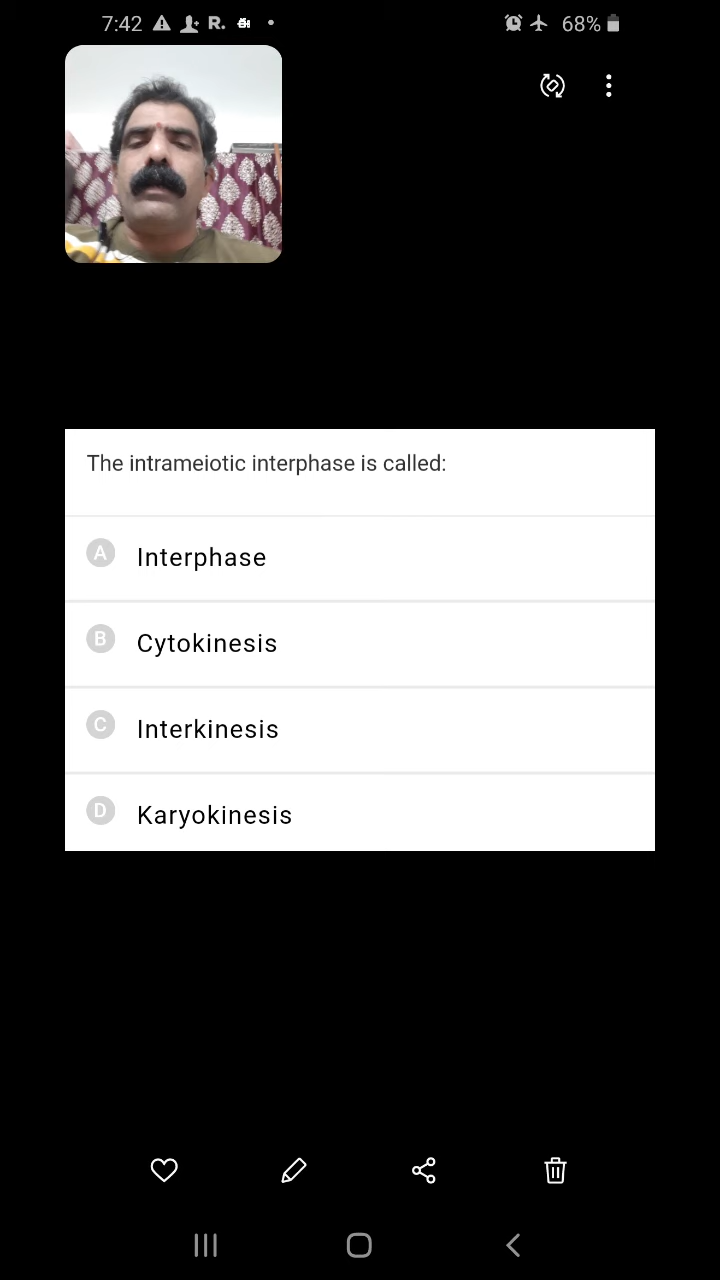 7:42 R. 68%
The intrameiotic interphase is called:
A Interphase
B Cytokinesis
C Interkinesis
D Karyokinesis